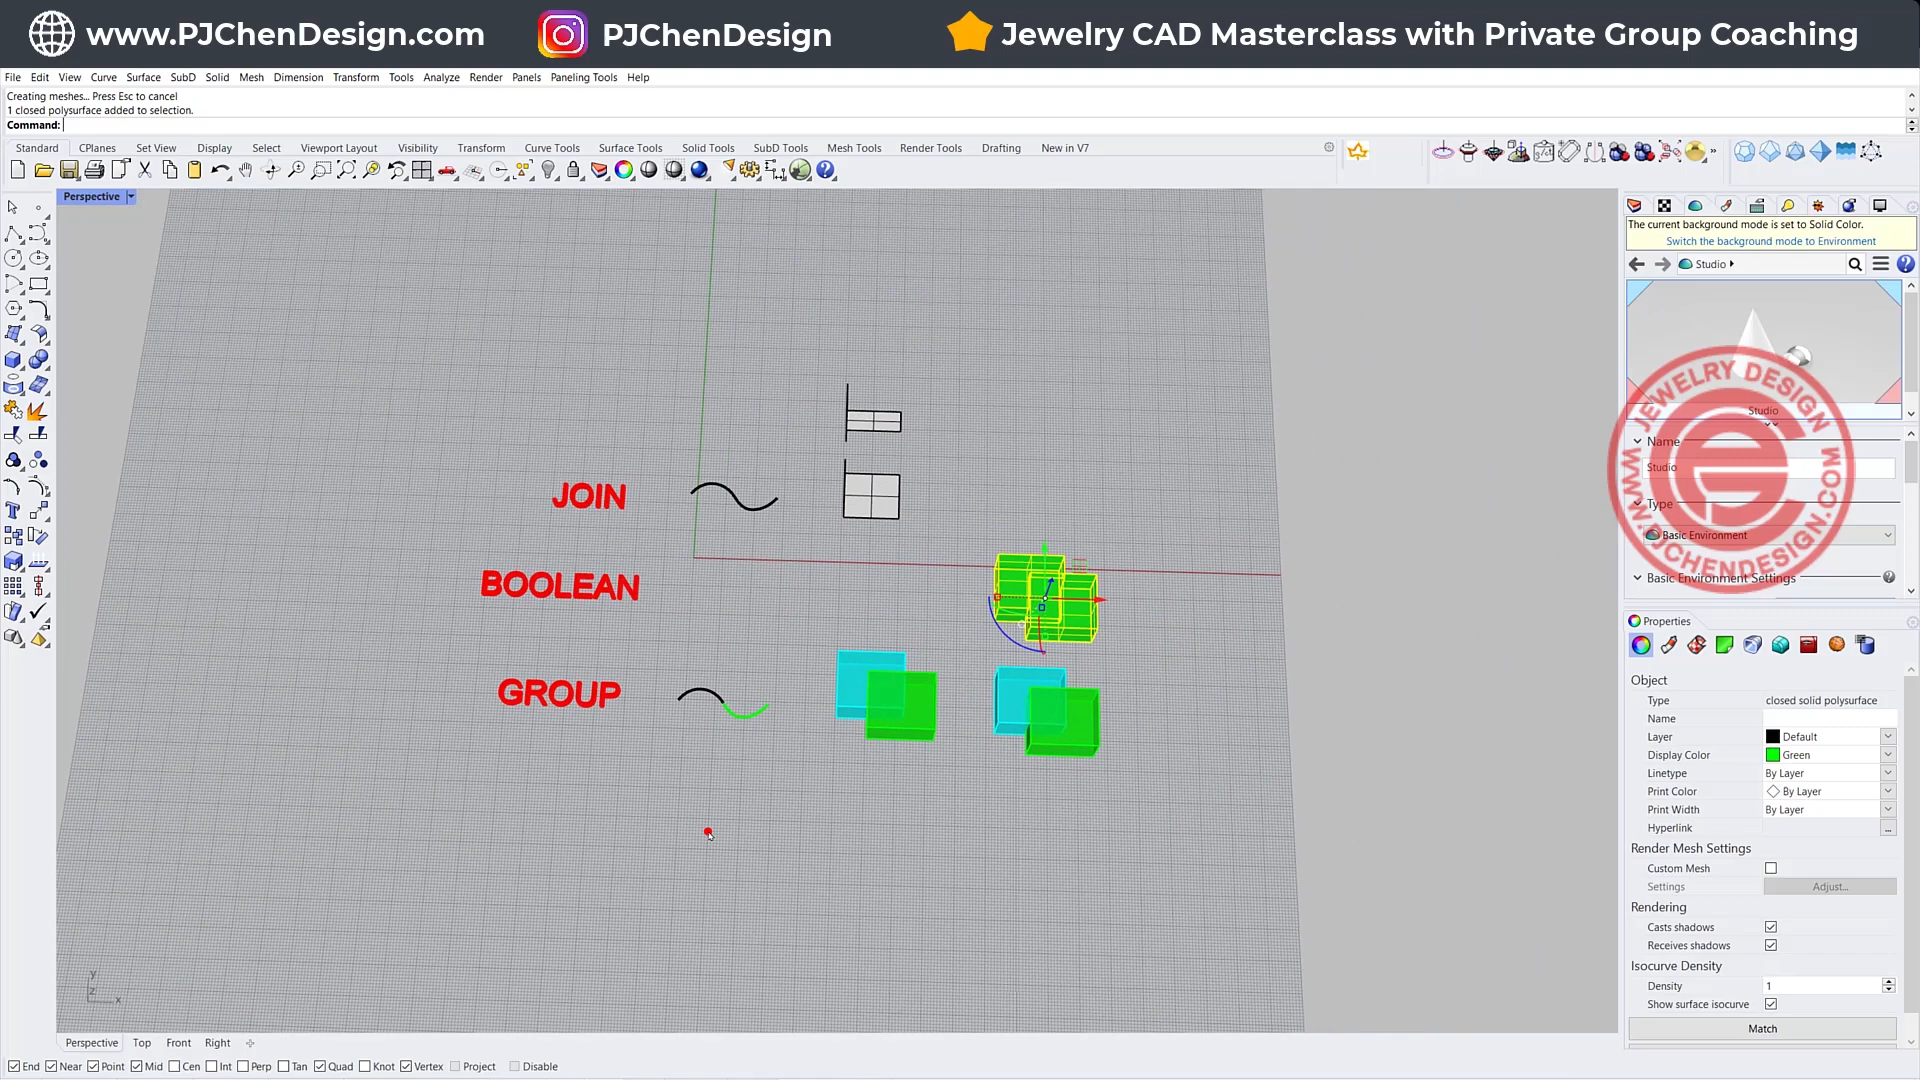 www.PJChenDesign.com
PJChenDesign
Jewelry CAD Masterclass with Private Group Coaching
File Edit View Curve Surface SubD Solid Mesh Dimension Transform Tools Analyze Render Panels Paneling Tools Help
Creating meshes... Press Esc to cancel
1 closed polysurface added to selection.
Command:
Standard CPlanes Set View Display Select Viewport Layout Visibility Transform Curve Tools Surface Tools Solid Tools SubD Tools Mesh Tools Render Tools Drafting New in V7
Perspective
The current background mode is set to Solid Color.
Switch the background mode to Environment
Studio
Studio
Name
Studio
Type
Basic Environment
Basic Environment Settings
JEWELRY DESIGN
WWW.PJCHENDESIGN.COM
JOIN
BOOLEAN
GROUP
Properties
Object
Type closed solid polysurface
Name
Layer Default
Display Color Green
Linetype By Layer
Print Color By Layer
Print Width By Layer
Hyperlink ...
Render Mesh Settings
Custom Mesh
Settings Adjust...
Rendering
Casts shadows
Receives shadows
Isocurve Density
Density 1
Show surface isocurve
Match
y
z x
Perspective Top Front Right
End Near Point Mid Cen Int Perp Tan Quad Knot Vertex Project Disable